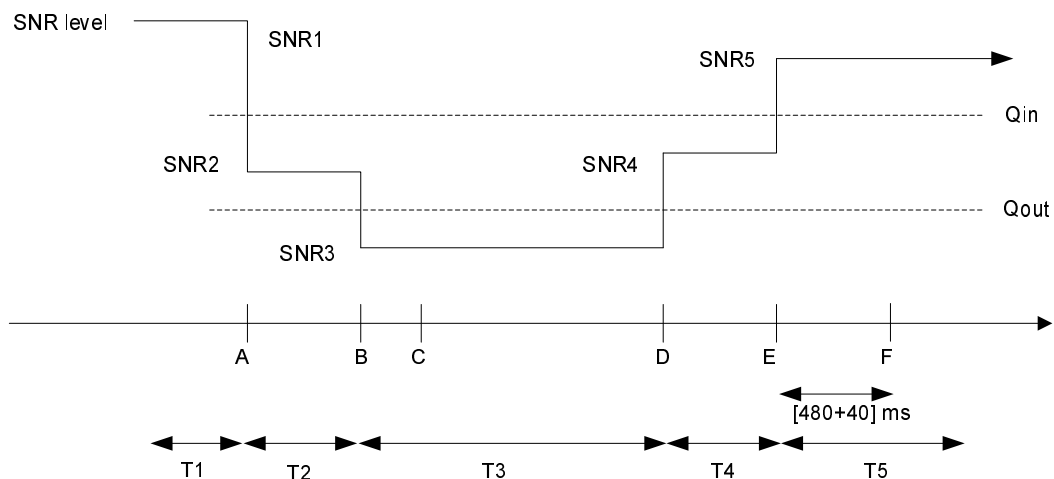 SNR level
SNR1
SNR5
Qin
SNR2
SNR4
Qout
SNR3
A
B
C
D
E
F
[480+40] ms
T1
T2
T3
T4
T5